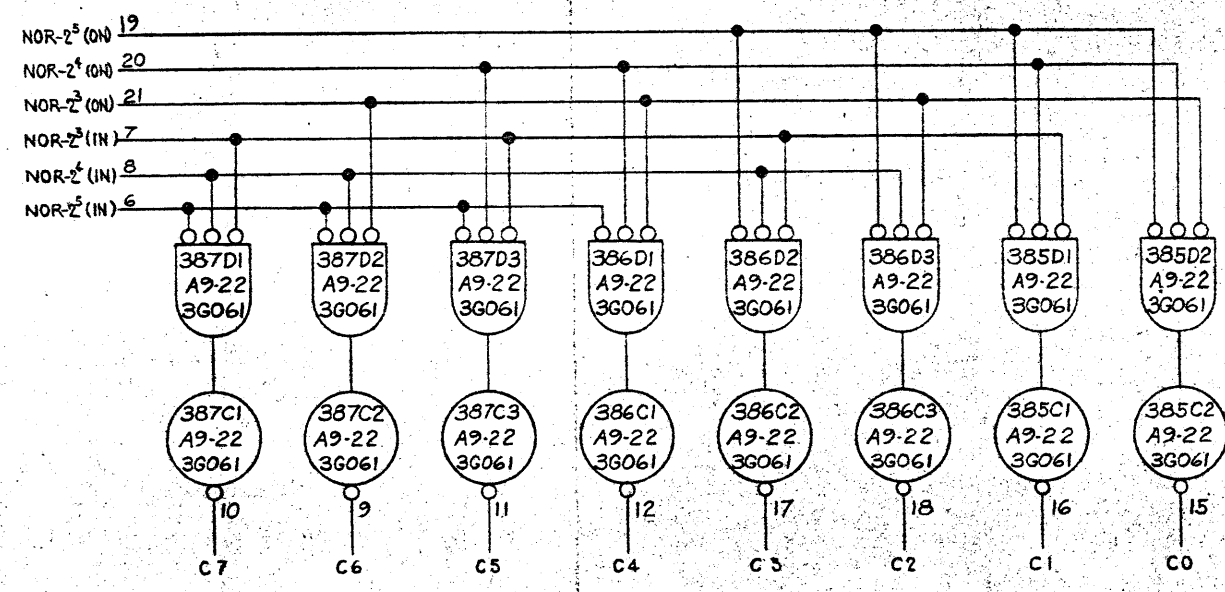 NOR-2⁵ (ON) 19
NOR-2⁴ (ON) 20
NOR-2³ (ON) 21
NOR-2³ (IN) 7
NOR-2⁴ (IN) 8
NOR-2⁵ (IN) 6
387D1 387D2 387D3 386D1 386D2 386D3 385D1 385D2
A9-22 A9-22 A9-22 A9-22 A9-22 A9-22 A9-22 A9-22
3G061 3G061 3G061 3G061 3G061 3G061 3G061 3G061
387C1 387C2 387C3 386C1 386C2 386C3 385C1 385C2
A9-22 A9-22 A9-22 A9-22 A9-22 A9-22 A9-22 A9-22
3G061 3G061 3G061 3G061 3G061 3G061 3G061 3G061
10 9 11 12 17 18 16 15
C7 C6 C5 C4 C3 C2 C1 C0